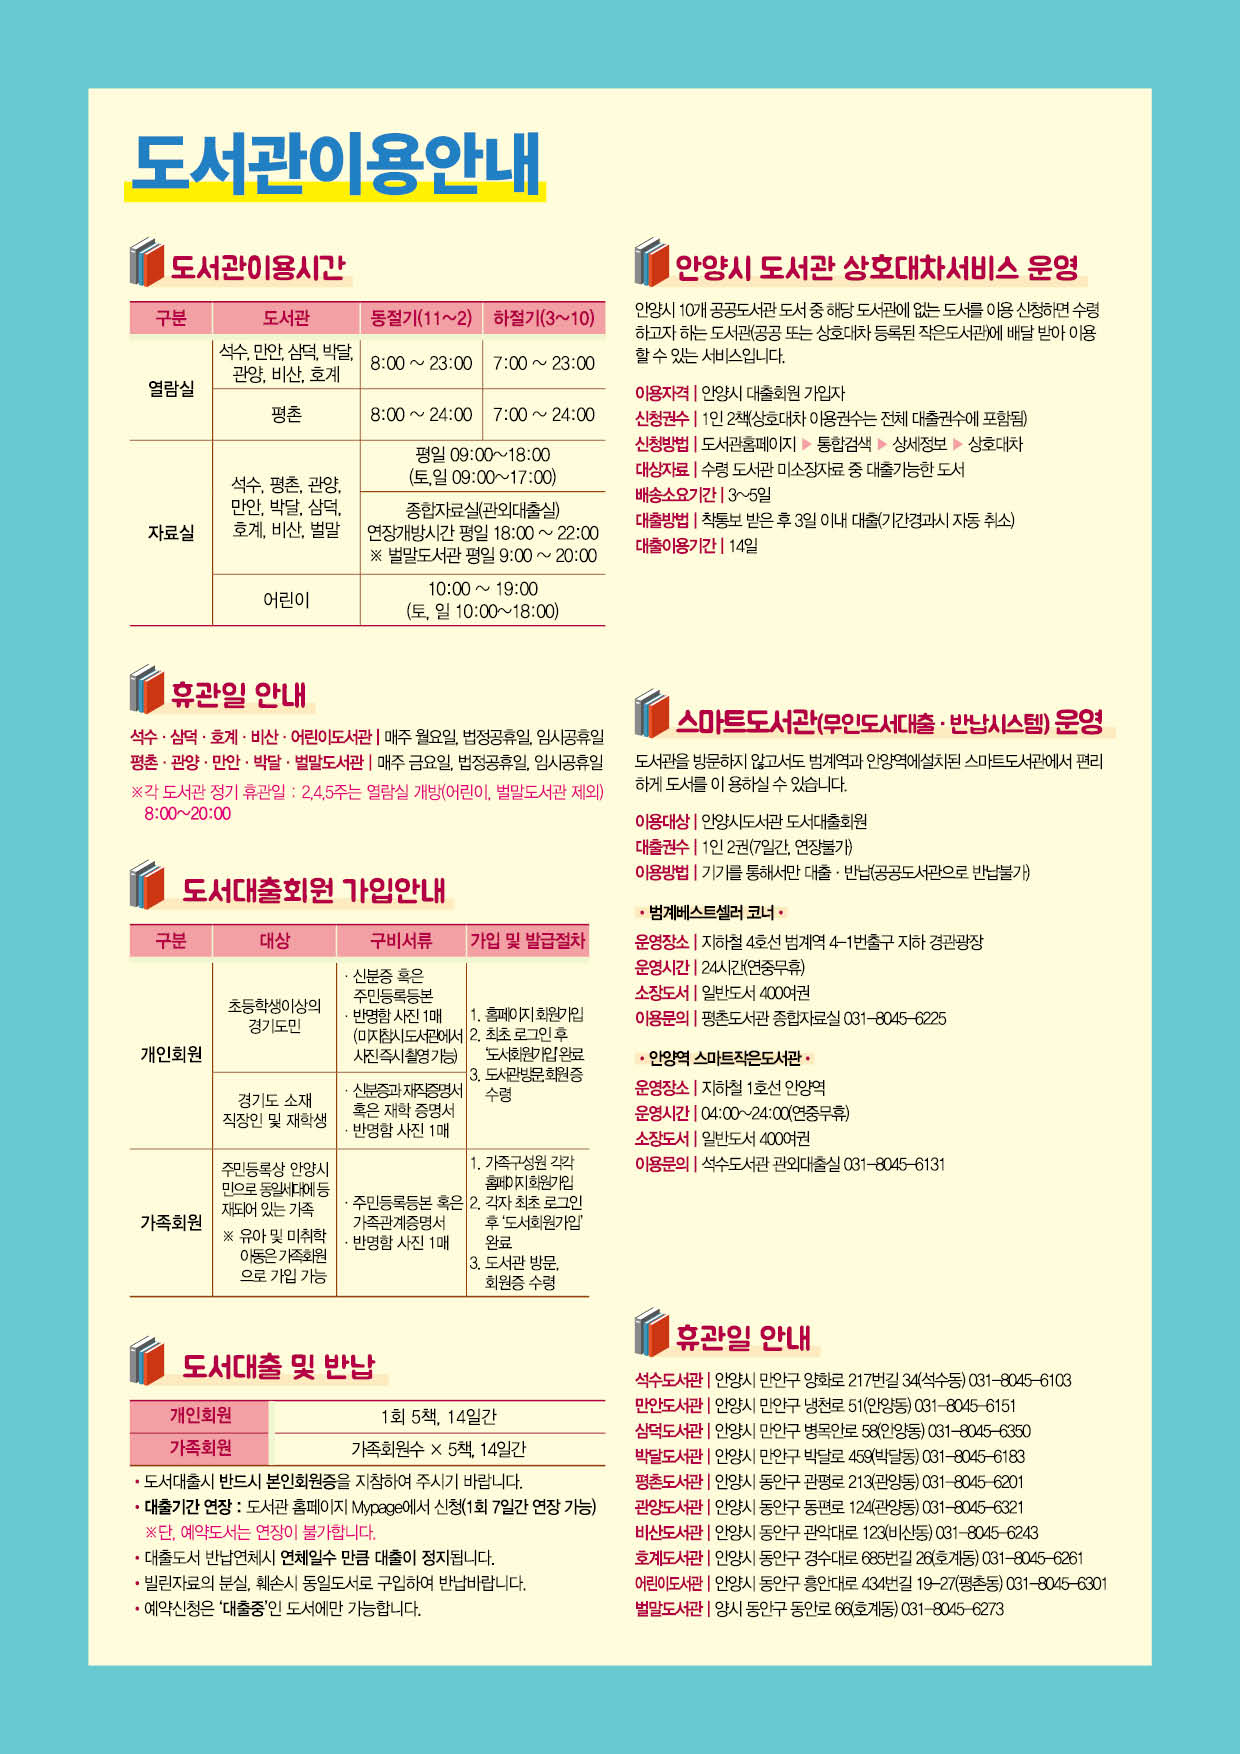 도서관이용안내
도서관이용시간
구분 도서관 동절기(11~2) 하절기(3~10)
열람실
석수, 만안, 삼덕, 박달,
관양, 비산, 호계
8:00 ~ 23:00 7:00 ~ 23:00
평촌 8:00 ~ 24:00 7:00 ~ 24:00
자료실
석수, 평촌, 관양,
만안, 박달, 삼덕,
호계, 비산, 벌말
평일 09:00~18:00
(토,일 09:00~17:00)
종합자료실(관외대출실)
연장개방시간 평일 18:00 ~ 22:00
※ 벌말도서관 평일 9:00 ~ 20:00
어린이
10:00 ~ 19:00
(토, 일 10:00~18:00)
휴관일 안내
석수 · 삼덕 · 호계 · 비산 · 어린이도서관 | 매주 월요일, 법정공휴일, 임시공휴일
평촌 · 관양 · 만안 · 박달 · 벌말도서관 | 매주 금요일, 법정공휴일, 임시공휴일
※각 도서관 정기 휴관일 : 2,4,5주는 열람실 개방(어린이, 벌말도서관 제외)
8:00~20:00
도서대출회원 가입안내
구분 대상 구비서류 가입 및 발급절차
개인회원
초등학생이상의
경기도민
· 신분증 혹은
주민등록등본
· 반명함 사진 1매
(미지참시 도서관에서
사진 즉시 촬영 가능)
1. 홈페이지 회원가입
2. 최초 로그인 후
‘도서회원가입’ 완료
3. 도서관방문,회원증
수령
경기도 소재
직장인 및 재학생
· 신분증과 재직증명서
혹은 재학 증명서
· 반명함 사진 1매
가족회원
주민등록상 안양시
민으로 동일세대에 등
재되어 있는 가족
※ 유아 및 미취학
아동은 가족회원
으로 가입 가능
· 주민등록등본 혹은
가족관계증명서
· 반명함 사진 1매
1. 가족구성원 각각
홈페이지 회원가입
2. 각자 최초 로그인
후 ‘도서회원가입’
완료
3. 도서관 방문,
회원증 수령
도서대출 및 반납
개인회원 1회 5책, 14일간
가족회원 가족회원수 × 5책, 14일간
• 도서대출시 반드시 본인회원증을 지참하여 주시기 바랍니다.
• 대출기간 연장 : 도서관 홈페이지 Mypage에서 신청(1회 7일간 연장 가능)
※단, 예약도서는 연장이 불가합니다.
• 대출도서 반납연체시 연체일수 만큼 대출이 정지됩니다.
• 빌린자료의 분실, 훼손시 동일도서로 구입하여 반납바랍니다.
• 예약신청은 ‘대출중’인 도서에만 가능합니다.
안양시 도서관 상호대차서비스 운영
안양시 10개 공공도서관 도서 중 해당 도서관에 없는 도서를 이용 신청하면 수령
하고자 하는 도서관(공공 또는 상호대차 등록된 작은도서관)에 배달 받아 이용
할 수 있는 서비스입니다.
이용자격 | 안양시 대출회원 가입자
신청권수 | 1인 2책(상호대차 이용권수는 전체 대출권수에 포함됨)
신청방법 | 도서관홈페이지 ▶ 통합검색 ▶ 상세정보 ▶ 상호대차
대상자료 | 수령 도서관 미소장자료 중 대출가능한 도서
배송소요기간 | 3~5일
대출방법 | 착통보 받은 후 3일 이내 대출(기간경과시 자동 취소)
대출이용기간 | 14일
스마트도서관(무인도서대출 · 반납시스템) 운영
도서관을 방문하지 않고서도 범계역과 안양역에설치된 스마트도서관에서 편리
하게 도서를 이 용하실 수 있습니다.
이용대상 | 안양시도서관 도서대출회원
대출권수 | 1인 2권(7일간, 연장불가)
이용방법 | 기기를 통해서만 대출 · 반납(공공도서관으로 반납불가)
• 범계베스트셀러 코너 •
운영장소 | 지하철 4호선 범계역 4-1번출구 지하 경관광장
운영시간 | 24시간(연중무휴)
소장도서 | 일반도서 400여권
이용문의 | 평촌도서관 종합자료실 031-8045-6225
• 안양역 스마트작은도서관 •
운영장소 | 지하철 1호선 안양역
운영시간 | 04:00~24:00(연중무휴)
소장도서 | 일반도서 400여권
이용문의 | 석수도서관 관외대출실 031-8045-6131
휴관일 안내
석수도서관 | 안양시 만안구 양화로 217번길 34(석수동) 031-8045-6103
만안도서관 | 안양시 만안구 냉천로 51(안양동) 031-8045-6151
삼덕도서관 | 안양시 만안구 병목안로 58(안양동) 031-8045-6350
박달도서관 | 안양시 만안구 박달로 459(박달동) 031-8045-6183
평촌도서관 | 안양시 동안구 관평로 213(관양동) 031-8045-6201
관양도서관 | 안양시 동안구 동편로 124(관양동) 031-8045-6321
비산도서관 | 안양시 동안구 관악대로 123(비산동) 031-8045-6243
호계도서관 | 안양시 동안구 경수대로 685번길 26(호계동) 031-8045-6261
어린이도서관 | 안양시 동안구 흥안대로 434번길 19-27(평촌동) 031-8045-6301
벌말도서관 | 양시 동안구 동안로 66(호계동) 031-8045-6273